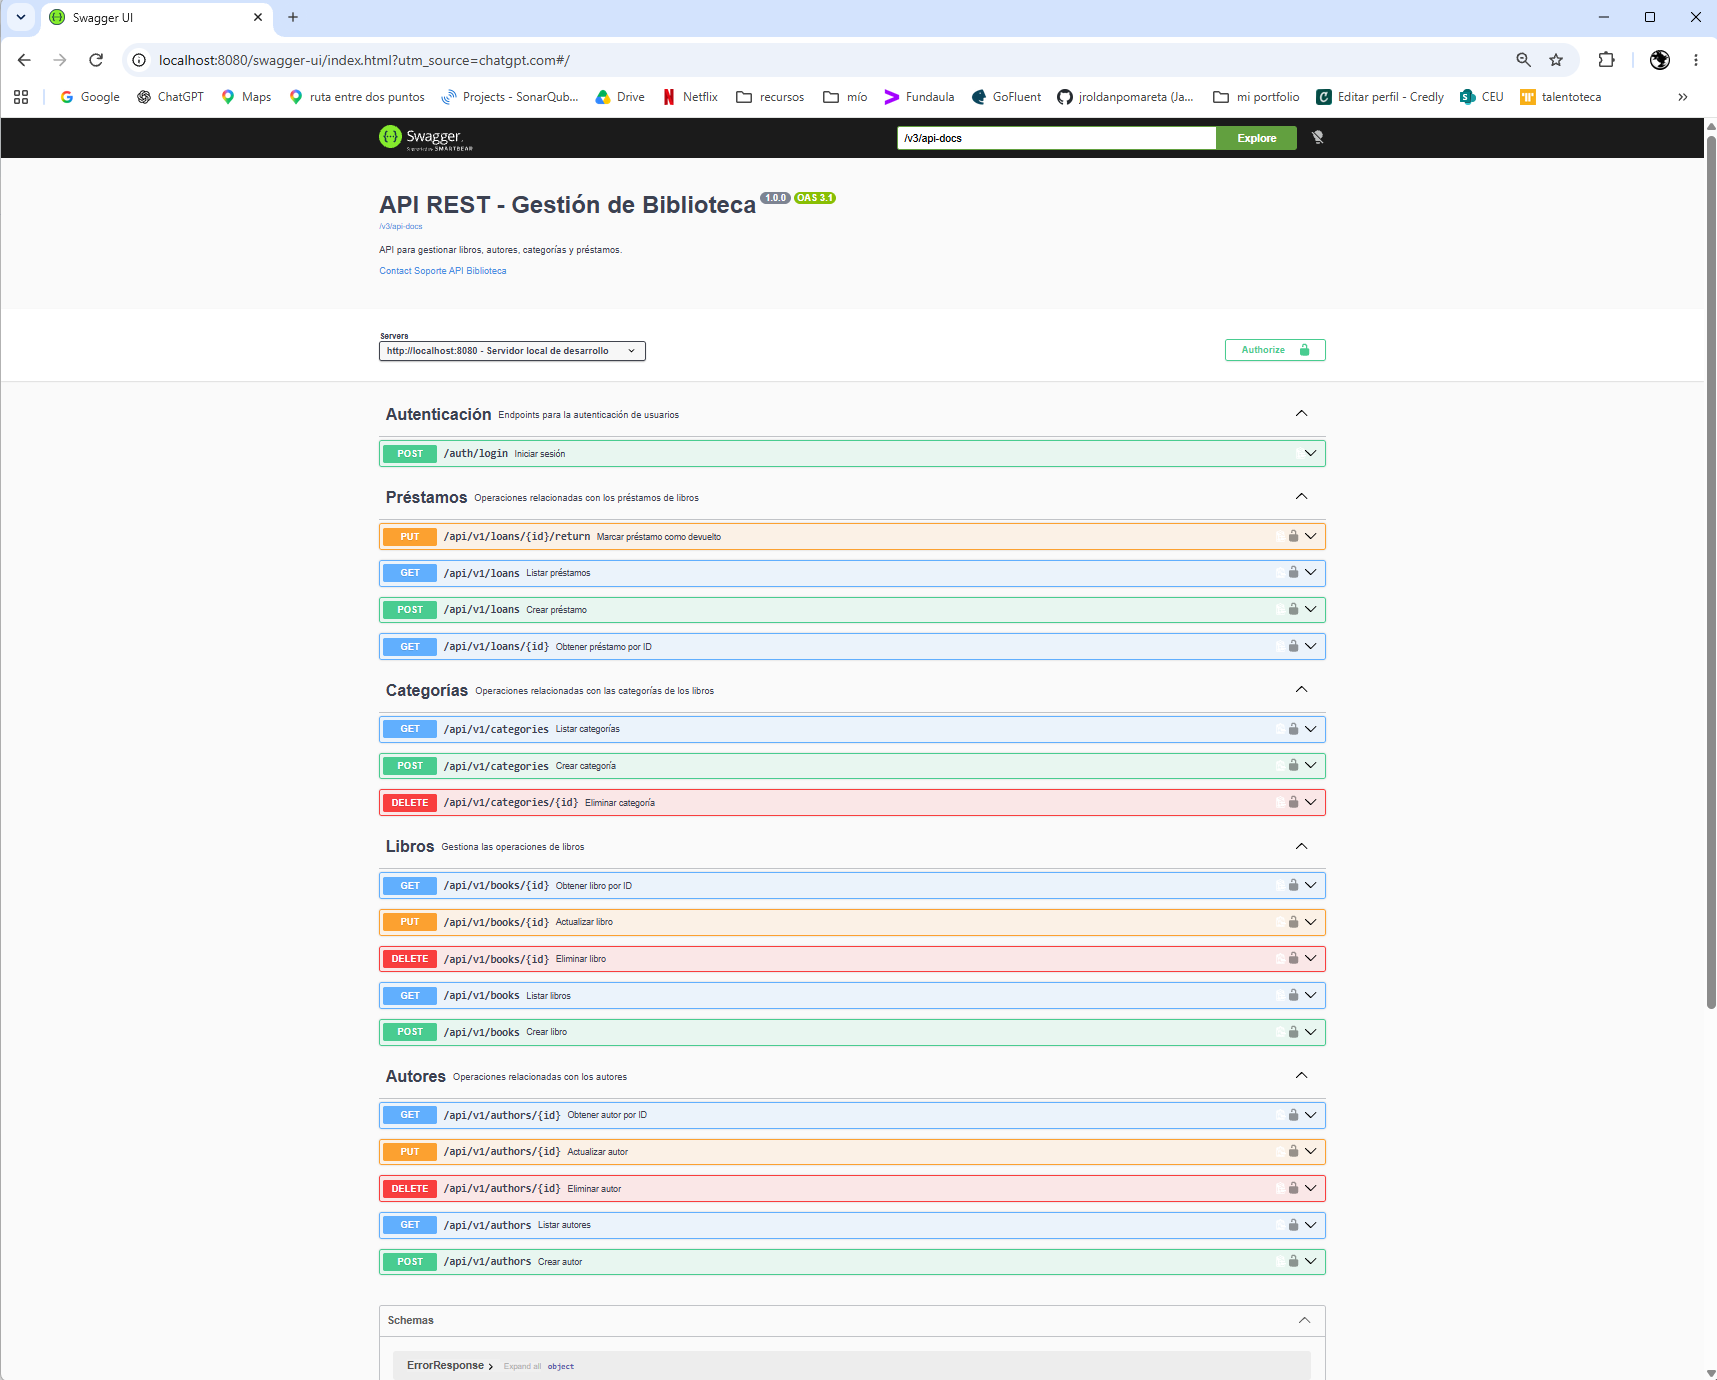 Swagger UI
localhost:8080/swagger-ui/index.html?utm_source=chatgpt.com#/
Google ChatGPT Maps ruta entre dos puntos Projects - SonarQub... Drive Netflix recursos mío Fundaula GoFluent jroldanpomareta (Ja... mi portfolio Editar perfil - Credly CEU talentoteca
Swagger.
Supported by SMARTBEAR
/v3/api-docs Explore
API REST - Gestión de Biblioteca 1.0.0 OAS 3.1
/v3/api-docs
API para gestionar libros, autores, categorías y préstamos.
Contact Soporte API Biblioteca
Servers
http://localhost:8080 - Servidor local de desarrollo
Authorize
Autenticación Endpoints para la autenticación de usuarios
POST /auth/login Iniciar sesión
Préstamos Operaciones relacionadas con los préstamos de libros
PUT /api/v1/loans/{id}/return Marcar préstamo como devuelto
GET /api/v1/loans Listar préstamos
POST /api/v1/loans Crear préstamo
GET /api/v1/loans/{id} Obtener préstamo por ID
Categorías Operaciones relacionadas con las categorías de los libros
GET /api/v1/categories Listar categorías
POST /api/v1/categories Crear categoría
DELETE /api/v1/categories/{id} Eliminar categoría
Libros Gestiona las operaciones de libros
GET /api/v1/books/{id} Obtener libro por ID
PUT /api/v1/books/{id} Actualizar libro
DELETE /api/v1/books/{id} Eliminar libro
GET /api/v1/books Listar libros
POST /api/v1/books Crear libro
Autores Operaciones relacionadas con los autores
GET /api/v1/authors/{id} Obtener autor por ID
PUT /api/v1/authors/{id} Actualizar autor
DELETE /api/v1/authors/{id} Eliminar autor
GET /api/v1/authors Listar autores
POST /api/v1/authors Crear autor
Schemas
ErrorResponse Expand all object